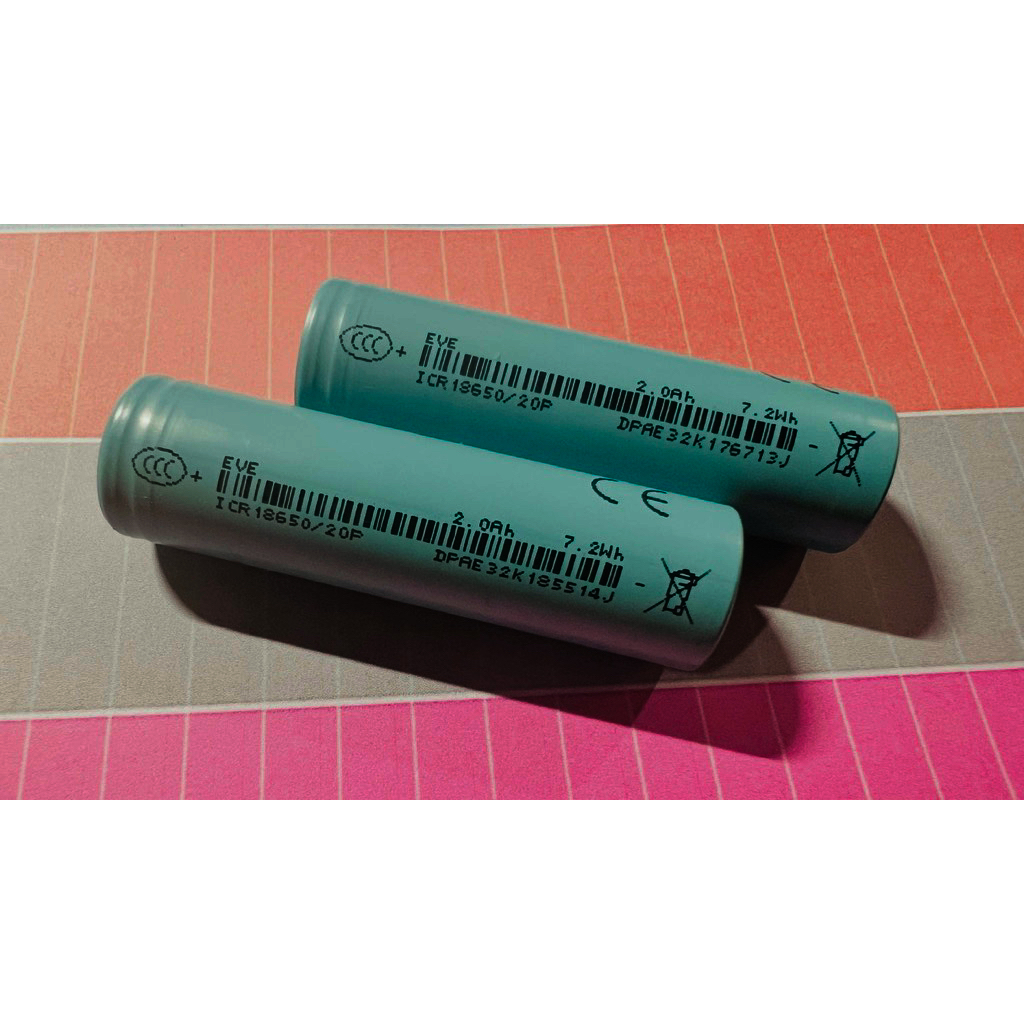 CCC + EVE
2.0Ah 7.2Wh -
ICR18650/20P
DPAE32K176713J
CCC + EVE
CE
2.0Ah 7.2Wh -
ICR18650/20P
DPAE32K185514J